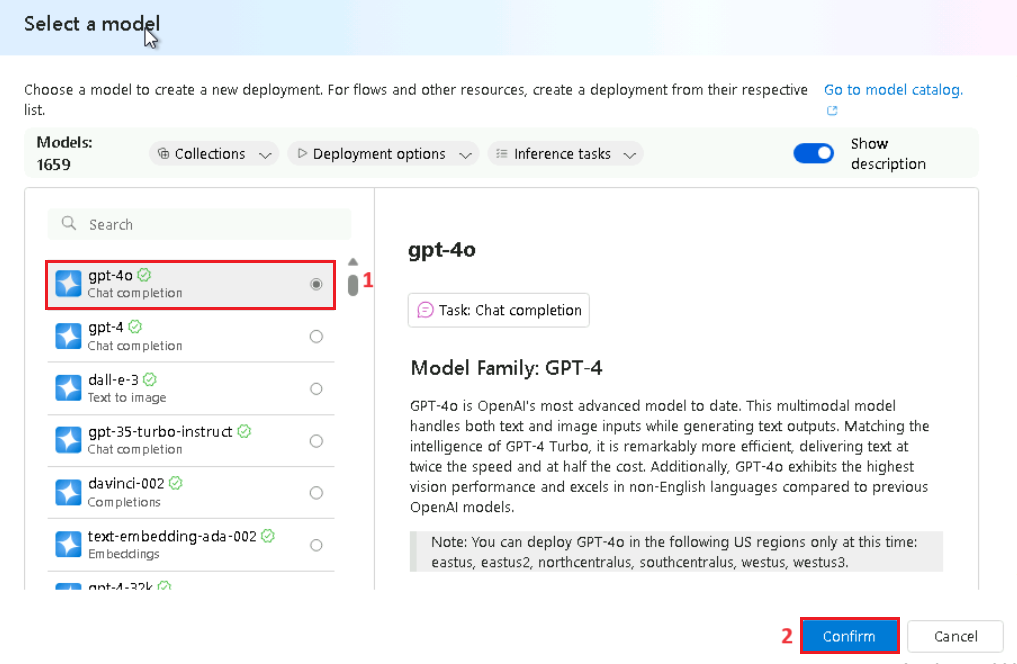 Select a model
Choose a model to create a new deployment. For flows and other resources, create a deployment from their respective
list.
Go to model catalog.
Models:
1659
Collections
Deployment options
Inference tasks
Show
description
Search
gpt-4o
Chat completion
1
gpt-4
Chat completion
dall-e-3
Text to image
gpt-35-turbo-instruct
Chat completion
davinci-002
Completions
text-embedding-ada-002
Embeddings
gpt-4-32k
gpt-4o
Task: Chat completion
Model Family: GPT-4
GPT-4o is OpenAI's most advanced model to date. This multimodal model
handles both text and image inputs while generating text outputs. Matching the
intelligence of GPT-4 Turbo, it is remarkably more efficient, delivering text at
twice the speed and at half the cost. Additionally, GPT-4o exhibits the highest
vision performance and excels in non-English languages compared to previous
OpenAI models.
Note: You can deploy GPT-4o in the following US regions only at this time:
eastus, eastus2, northcentralus, southcentralus, westus, westus3.
2
Confirm
Cancel